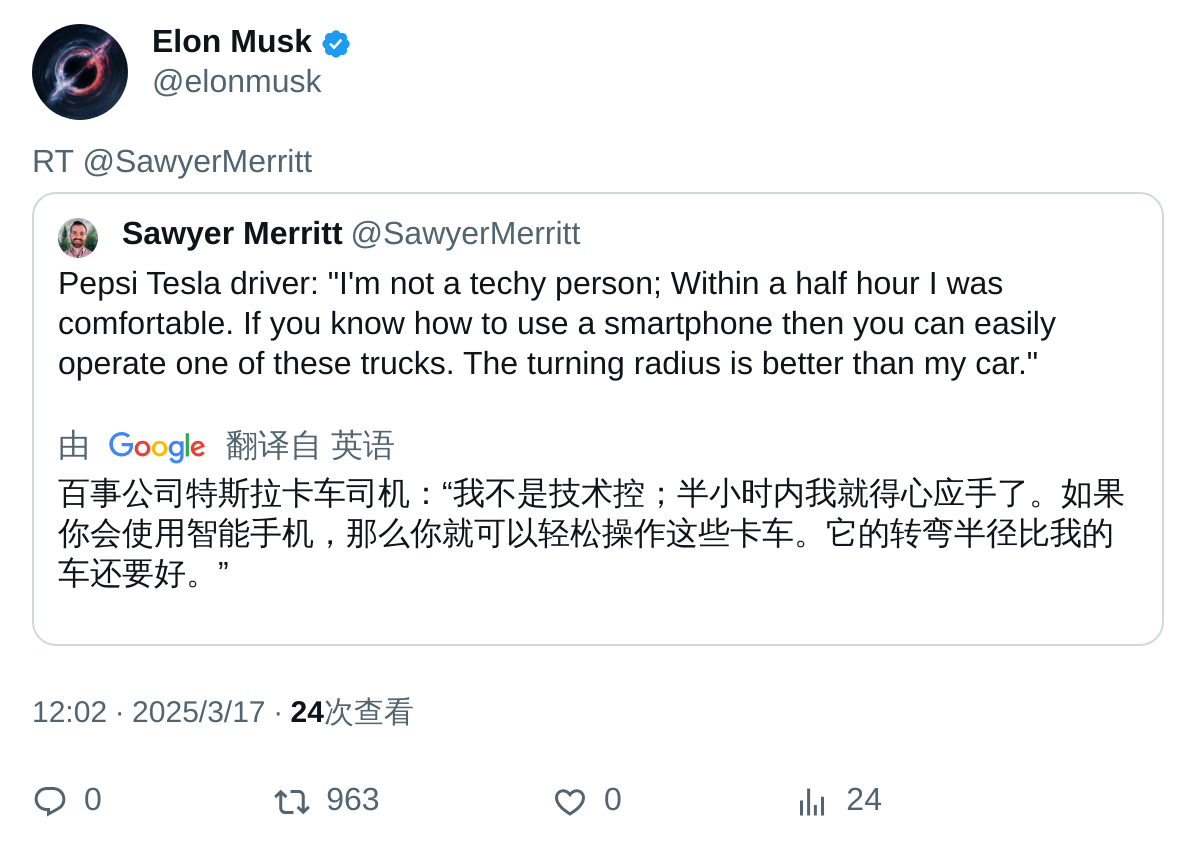 Elon Musk
@elonmusk
RT @SawyerMerritt
Sawyer Merritt @SawyerMerritt
Pepsi Tesla driver: "I'm not a techy person; Within a half hour I was
comfortable. If you know how to use a smartphone then you can easily
operate one of these trucks. The turning radius is better than my car."
由 Google 翻译自 英语
百事公司特斯拉卡车司机：“我不是技术控；半小时内我就得心应手了。如果
你会使用智能手机，那么你就可以轻松操作这些卡车。它的转弯半径比我的
车还要好。”
12:02 · 2025/3/17 · 24次查看
0 963 0 24